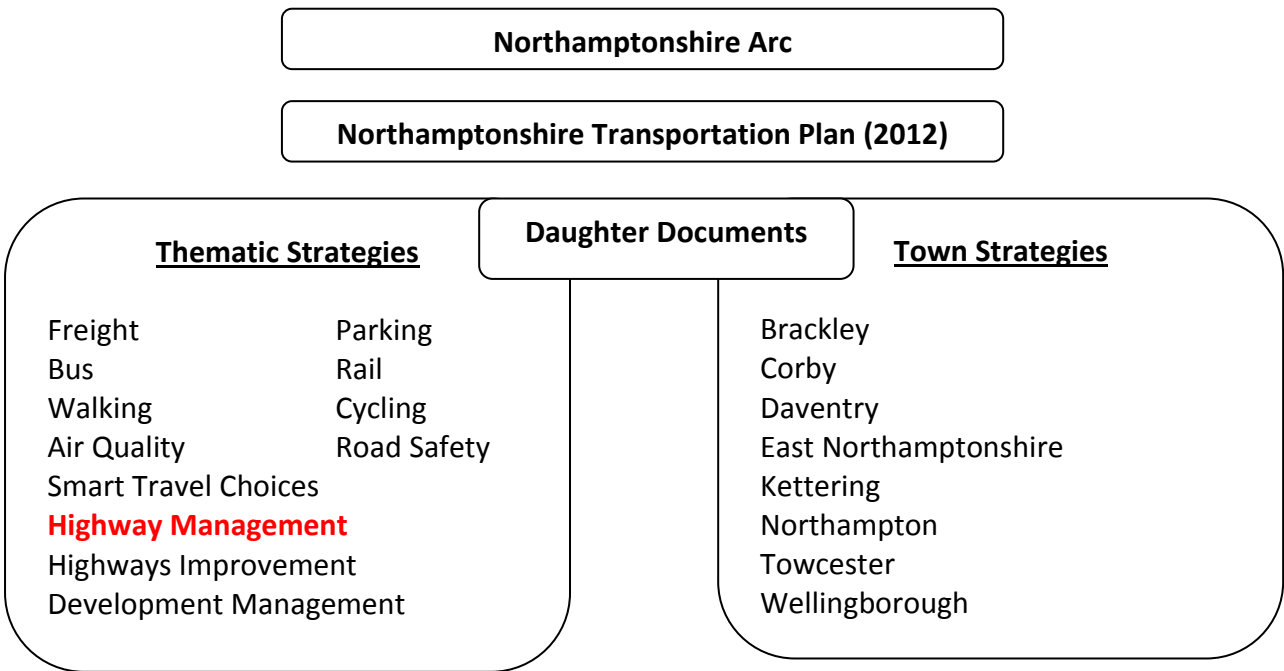 Northamptonshire Arc
Northamptonshire Transportation Plan (2012)
Daughter Documents
Thematic Strategies
Freight Parking
Bus Rail
Walking Cycling
Air Quality Road Safety
Smart Travel Choices
Highway Management
Highways Improvement
Development Management
Town Strategies
Brackley
Corby
Daventry
East Northamptonshire
Kettering
Northampton
Towcester
Wellingborough